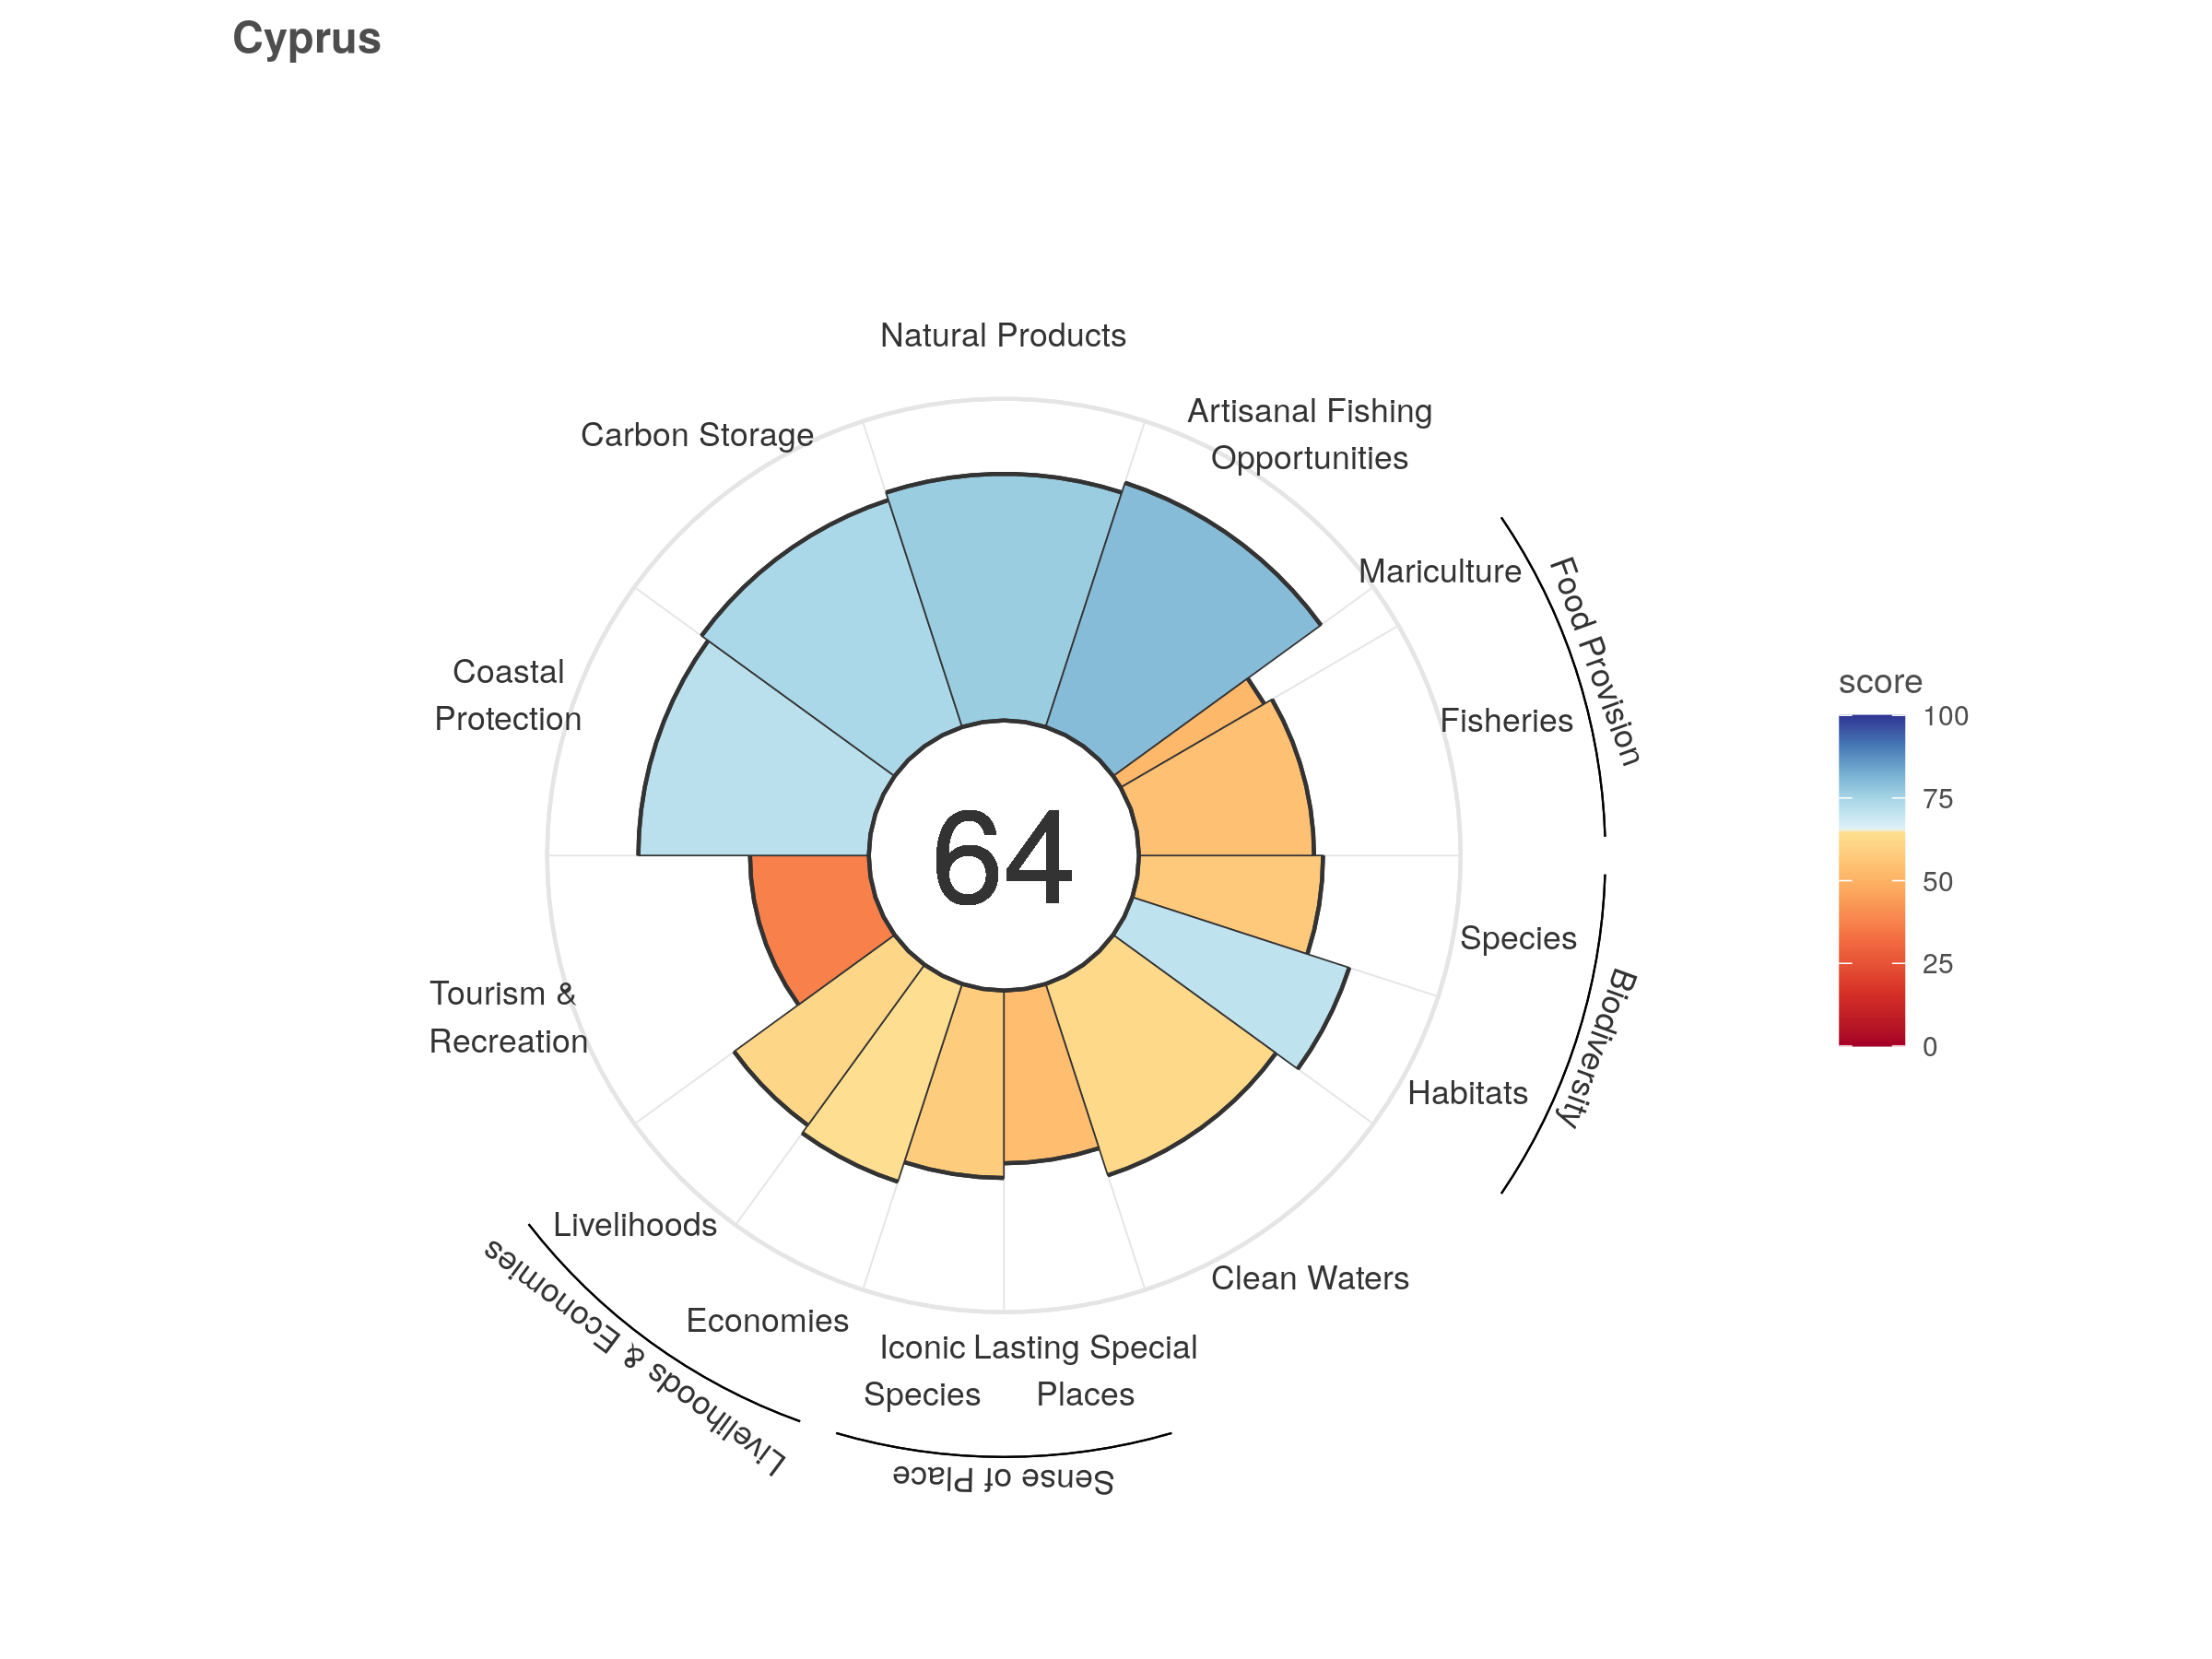 Cyprus
Natural Products
Artisanal Fishing
Opportunities
Carbon Storage
Mariculture
Food Provision
Coastal
Protection
Fisheries
64
score
100
75
50
25
0
Species
Biodiversity
Tourism &
Recreation
Habitats
Livelihoods
Livelihoods & Economies
Clean Waters
Economies
Iconic
Species
Lasting Special
Places
Sense of Place